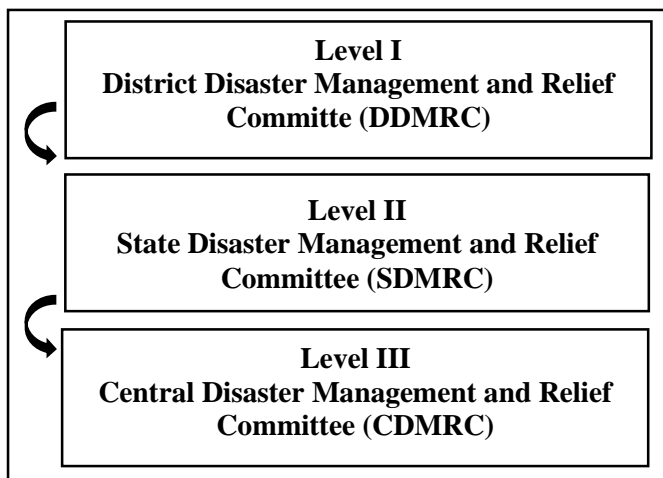 Level I
District Disaster Management and Relief
Committe (DDMRC)
Level II
State Disaster Management and Relief
Committee (SDMRC)
Level III
Central Disaster Management and Relief
Committee (CDMRC)